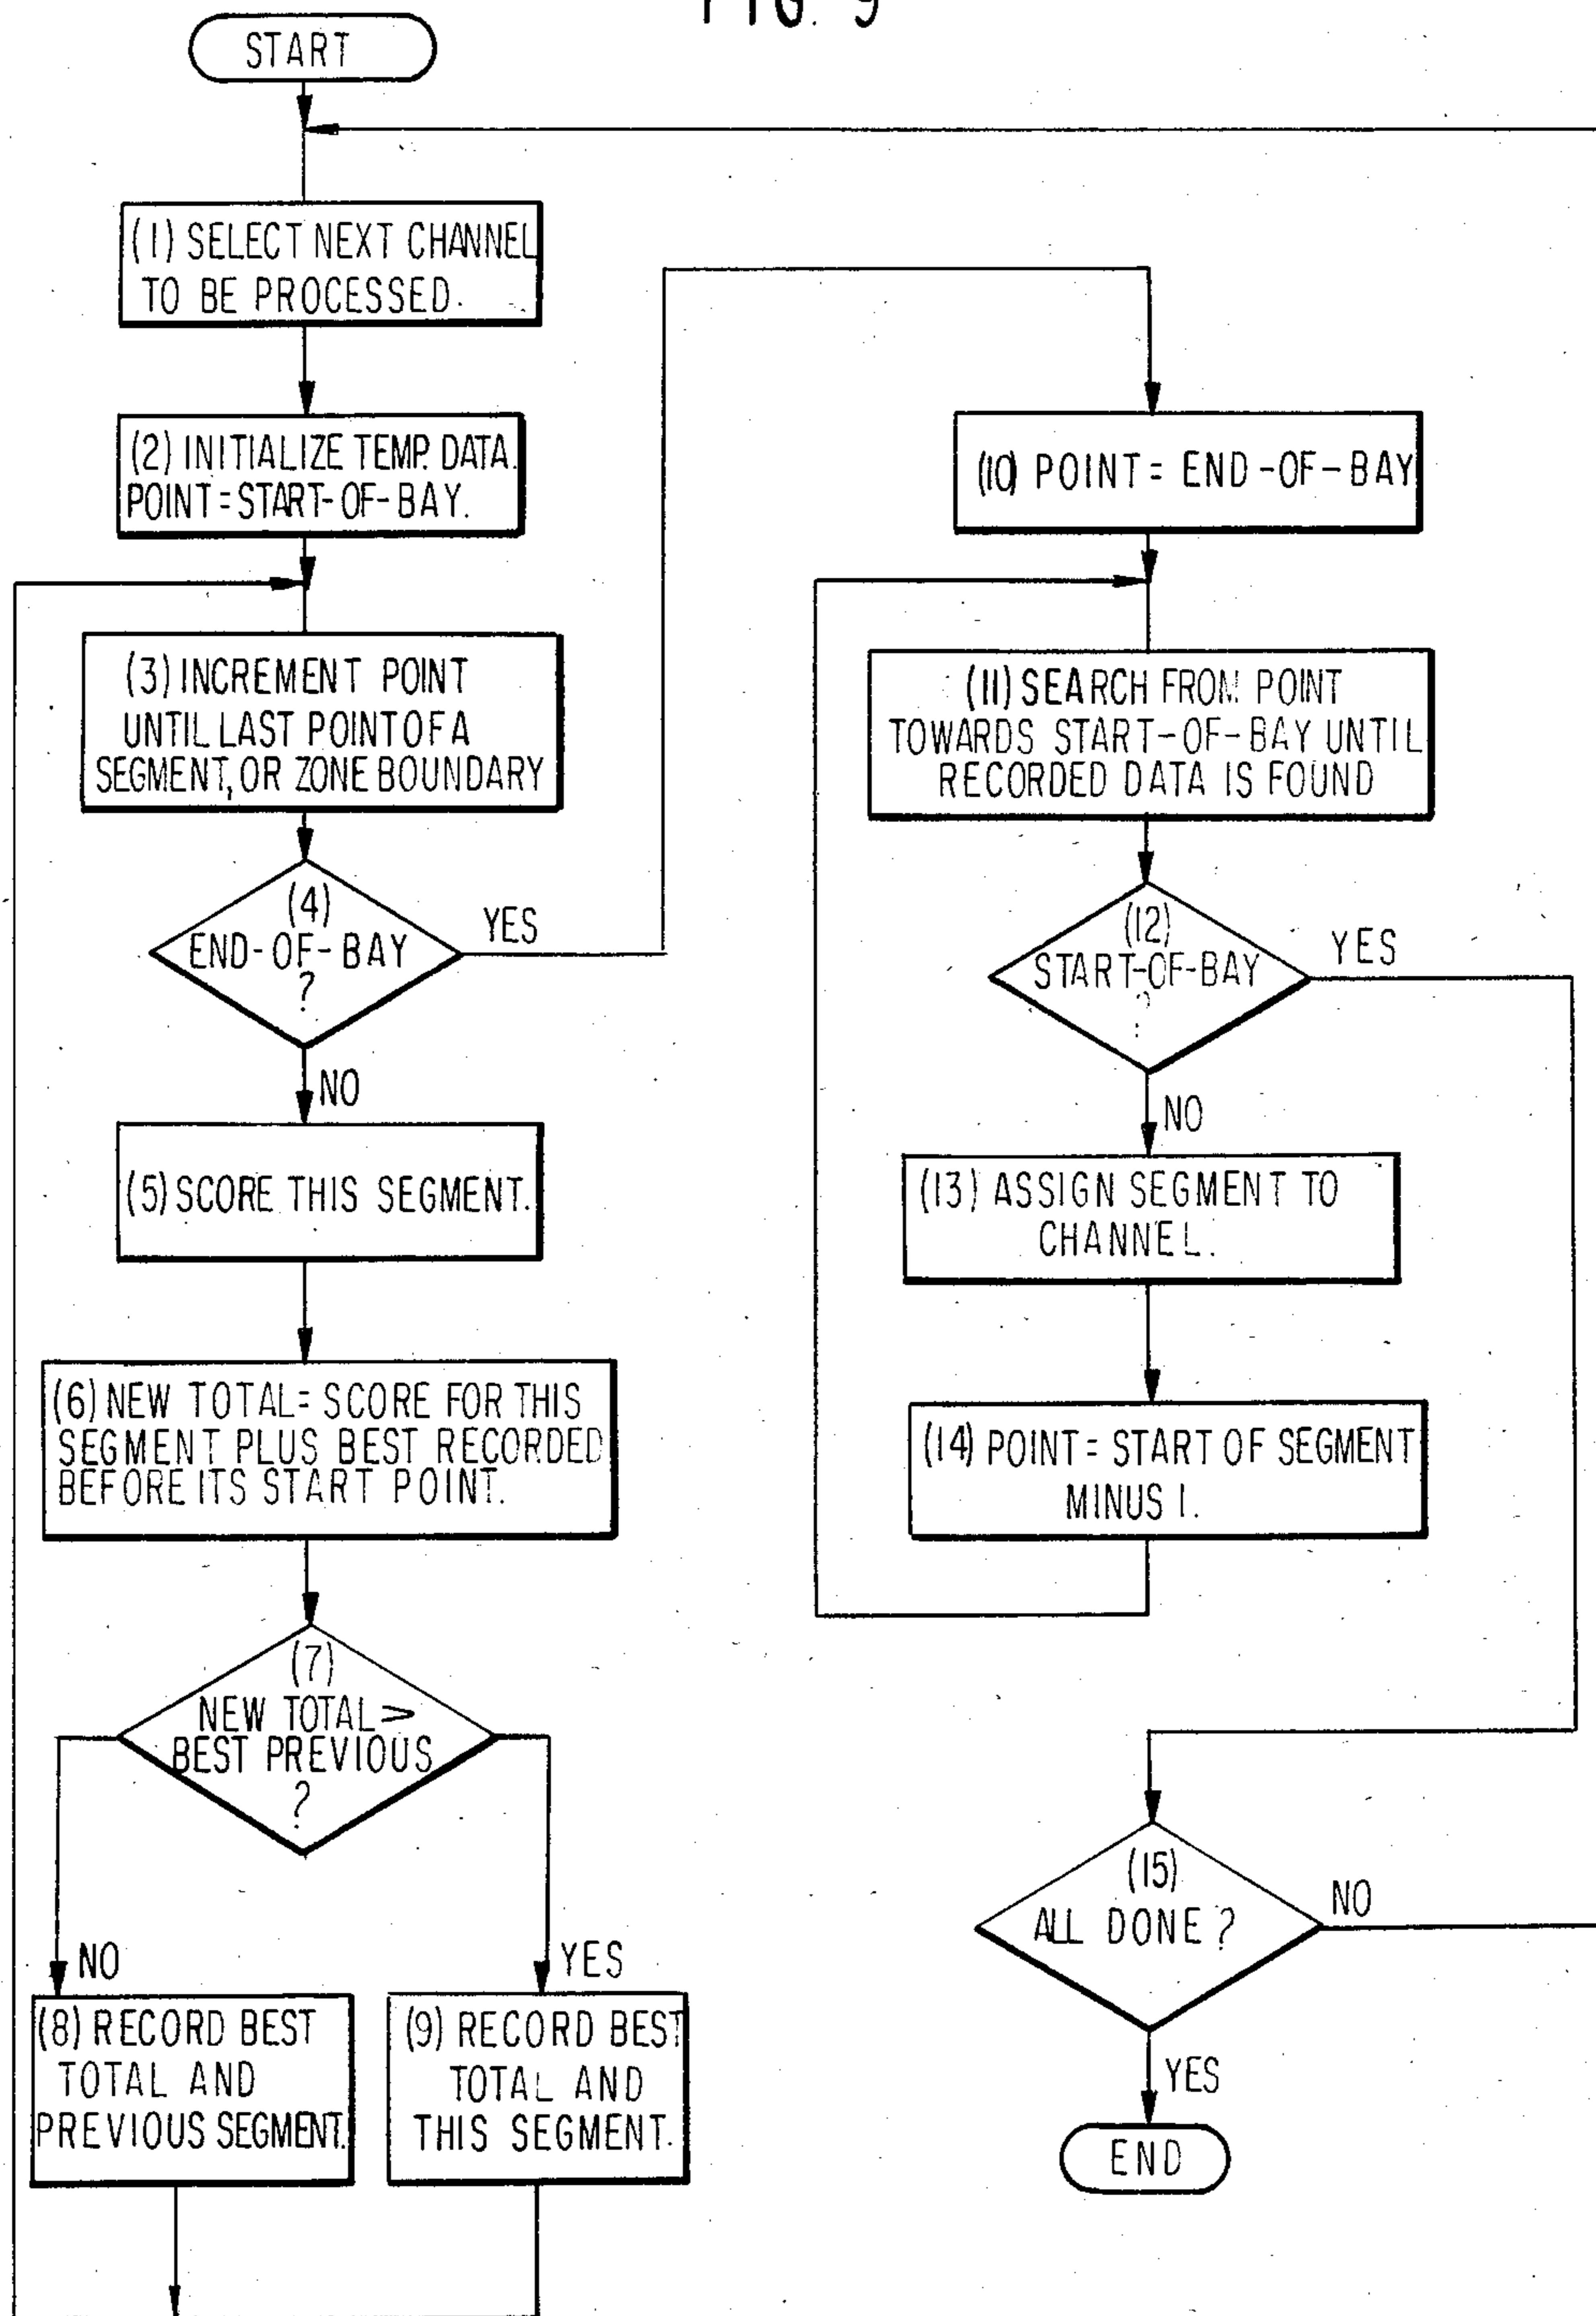 FIG. 9
START
(1) SELECT NEXT CHANNEL
TO BE PROCESSED.
(2) INITIALIZE TEMP. DATA.
POINT = START-OF-BAY.
(3) INCREMENT POINT
UNTIL LAST POINT OF A
SEGMENT, OR ZONE BOUNDARY
(4)
END-OF-BAY
?
YES
NO
(5) SCORE THIS SEGMENT.
(6) NEW TOTAL = SCORE FOR THIS
SEGMENT PLUS BEST RECORDED
BEFORE ITS START POINT.
(7)
NEW TOTAL >
BEST PREVIOUS
?
NO
YES
(8) RECORD BEST
TOTAL AND
PREVIOUS SEGMENT.
(9) RECORD BEST
TOTAL AND
THIS SEGMENT.
(10) POINT = END-OF-BAY
(11) SEARCH FROM POINT
TOWARDS START-OF-BAY UNTIL
RECORDED DATA IS FOUND
(12)
START-OF-BAY
?
YES
NO
(13) ASSIGN SEGMENT TO
CHANNEL.
(14) POINT = START OF SEGMENT
MINUS 1.
(15)
ALL DONE ?
NO
YES
END